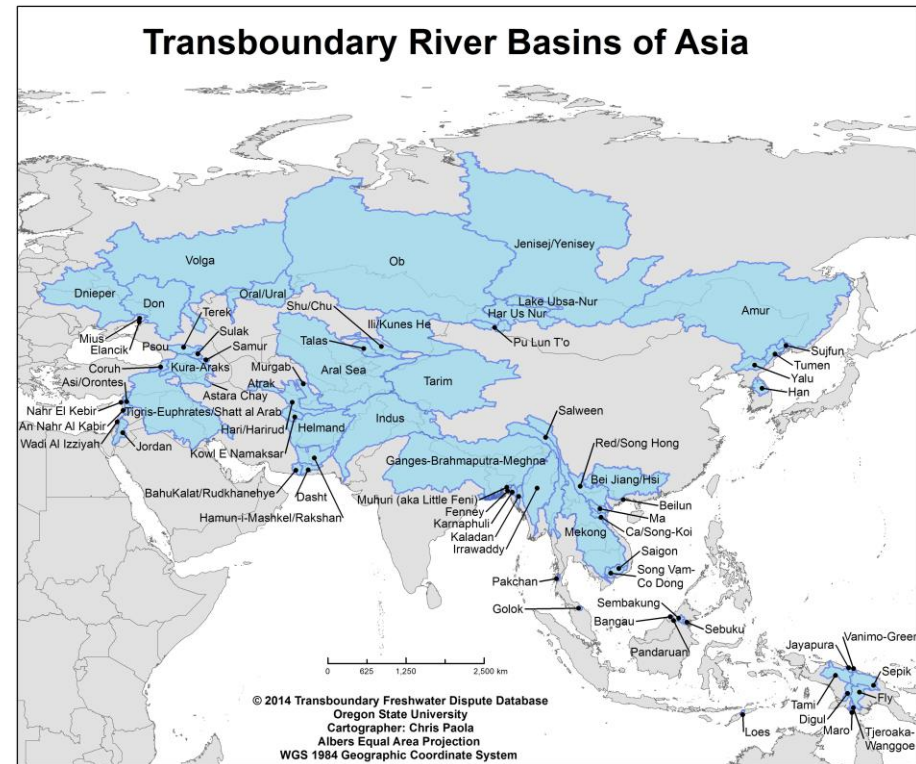 Transboundary River Basins of Asia
Jenisej/Yenisey
Volga
Ob
Dnieper
Don
Oral/Ural
Lake Ubsa-Nur
Har Us Nur
Amur
Terek
Shu/Chu
Ili/Kunes He
Pu Lun T'o
Mius
Elancik
Psou
Sulak
Samur
Talas
Sujfun
Tumen
Yalu
Han
Coruh
Kura-Araks
Murgab
Aral Sea
Tarim
Asi/Orontes
Astara Chay
Atrak
Nahr El Kebir
Tigris-Euphrates/Shatt al Arab
An Nahr Al Kabir
Hari/Harirud
Helmand
Indus
Salween
Wadi Al Izziyah
Jordan
Kowl E Namaksar
Red/Song Hong
Ganges-Brahmaputra-Meghna
Bei Jiang/Hsi
BahuKalat/Rudkhanehye
Dasht
Muhuri (aka Little Feni)
Beilun
Hamun-i-Mashkel/Rakshan
Fenney
Ma
Karnaphuli
Ca/Song-Koi
Kaladan
Mekong
Irrawaddy
Saigon
Song Vam-
Co Dong
Pakchan
Golok
Sembakung
Bangau
Sebuku
Pandaruan
Vanimo-Green
Jayapura
Sepik
Tami
Fly
Digul
Maro
Tjeroaka-
Wanggoe
Loes
0 625 1,250 2,500 km
© 2014 Transboundary Freshwater Dispute Database
Oregon State University
Cartographer: Chris Paola
Albers Equal Area Projection
WGS 1984 Geographic Coordinate System